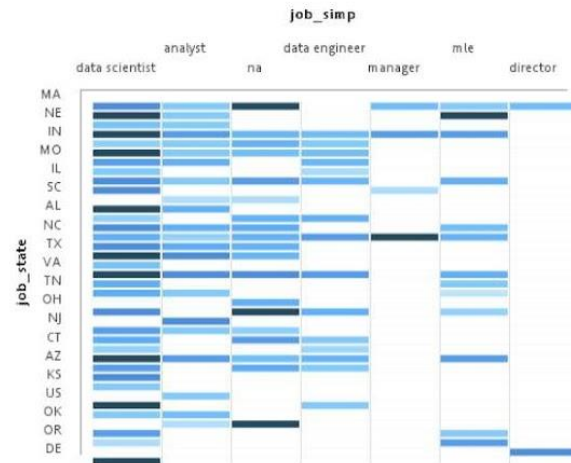 job_simp
analyst data engineer mle
data scientist na manager director
job_state
MA
NE
IN
MO
IL
SC
AL
NC
TX
VA
TN
OH
NJ
CT
AZ
KS
US
OK
OR
DE